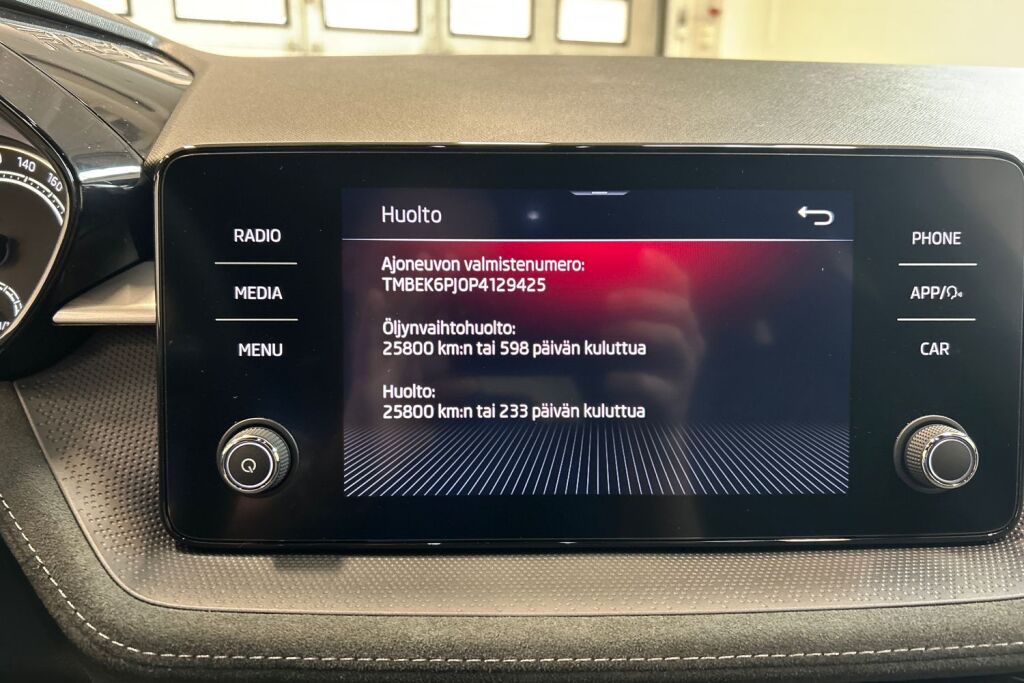 140
160
RADIO
MEDIA
MENU
Huolto
Ajoneuvon valmistenumero:
TMBEK6PJ0P4129425
Öljynvaihtohuolto:
25800 km:n tai 598 päivän kuluttua
Huolto:
25800 km:n tai 233 päivän kuluttua
PHONE
APP/
CAR